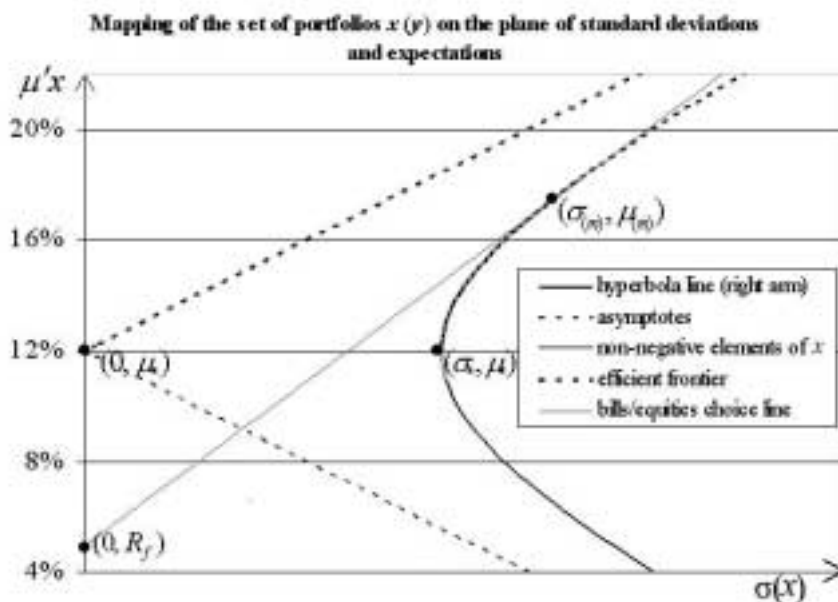 Mapping of the set of portfolios x (y) on the plane of standard deviations
and expectations
μ'x
20%
(σ(m), μ(m))
16%
hyperbola line (right arm)
asymptotes
12%
(0, μ*)
(σ*, μ*)
non-negative elements of x
efficient frontier
bills/equities choice line
8%
(0, Rf)
4%
σ(x)